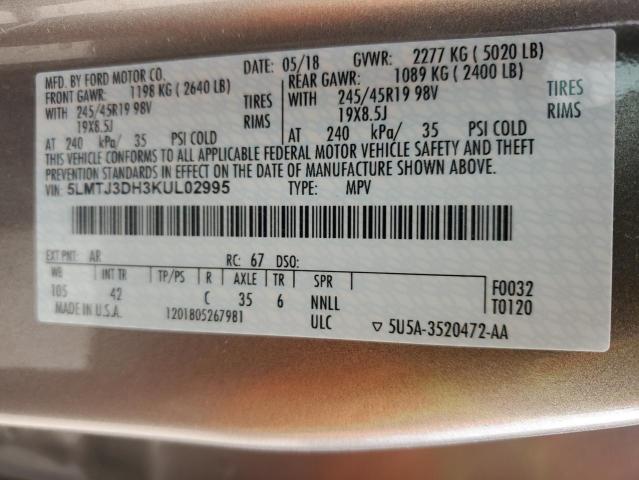 MFD. BY FORD MOTOR CO.
DATE: 05/18 GVWR: 2277 KG ( 5020 LB)
FRONT GAWR: 1198 KG ( 2640 LB)
REAR GAWR: 1089 KG ( 2400 LB)
WITH 245/45R19 98V TIRES
WITH 245/45R19 98V TIRES
19X8.5J RIMS
19X8.5J RIMS
AT 240 kPa/ 35 PSI COLD
AT 240 kPa/ 35 PSI COLD
THIS VEHICLE CONFORMS TO ALL APPLICABLE FEDERAL MOTOR VEHICLE SAFETY AND THEFT
PREVENTION STANDARDS IN EFFECT ON THE DATE OF MANUFACTURE SHOWN ABOVE.
VIN: 5LMTJ3DH3KUL02995 TYPE: MPV
EXT PNT: AR RC: 67 DSO:
WB INT TR TP/PS R AXLE TR SPR
105 42 C 35 6 NNLL
F0032
T0120
MADE IN U.S.A. 1201805267981 ULC ▽ 5U5A-3520472-AA